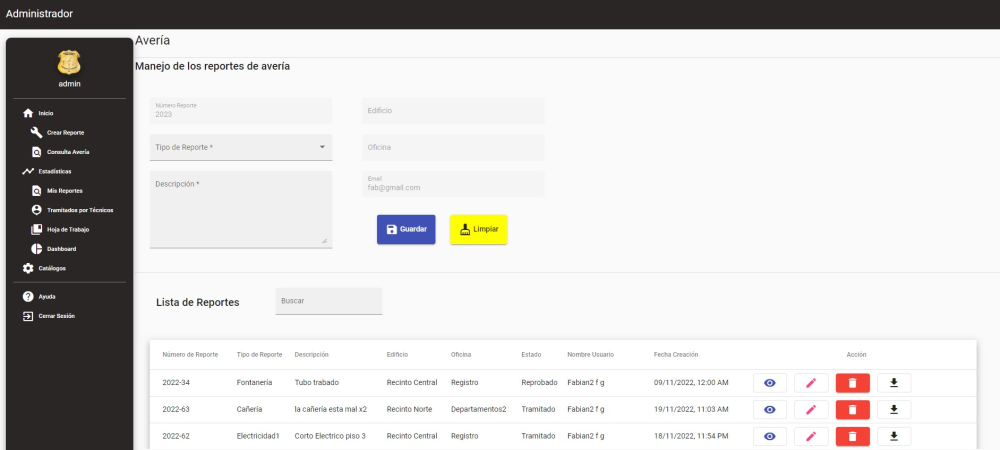 Administrador
admin
Inicio
Crear Reporte
Consulta Avería
Estadísticas
Mis Reportes
Tramitados por Técnicos
Hoja de Trabajo
Dashboard
Catálogos
Ayuda
Cerrar Sesión
Avería
Manejo de los reportes de avería
Número Reporte
2023
Edificio
Tipo de Reporte *
Oficina
Descripción *
Email
fab@gmail.com
Guardar
Limpiar
Lista de Reportes
Buscar
Número de Reporte Tipo de Reporte Descripción Edificio Oficina Estado Nombre Usuario Fecha Creación Acción
2022-34 Fontanería Tubo trabado Recinto Central Registro Reprobado Fabian2 f g 09/11/2022, 12:00 AM
2022-63 Cañería la cañería esta mal x2 Recinto Norte Departamentos2 Tramitado Fabian2 f g 19/11/2022, 11:03 AM
2022-62 Electricidad1 Corto Electrico piso 3 Recinto Central Registro Tramitado Fabian2 f g 18/11/2022, 11:54 PM